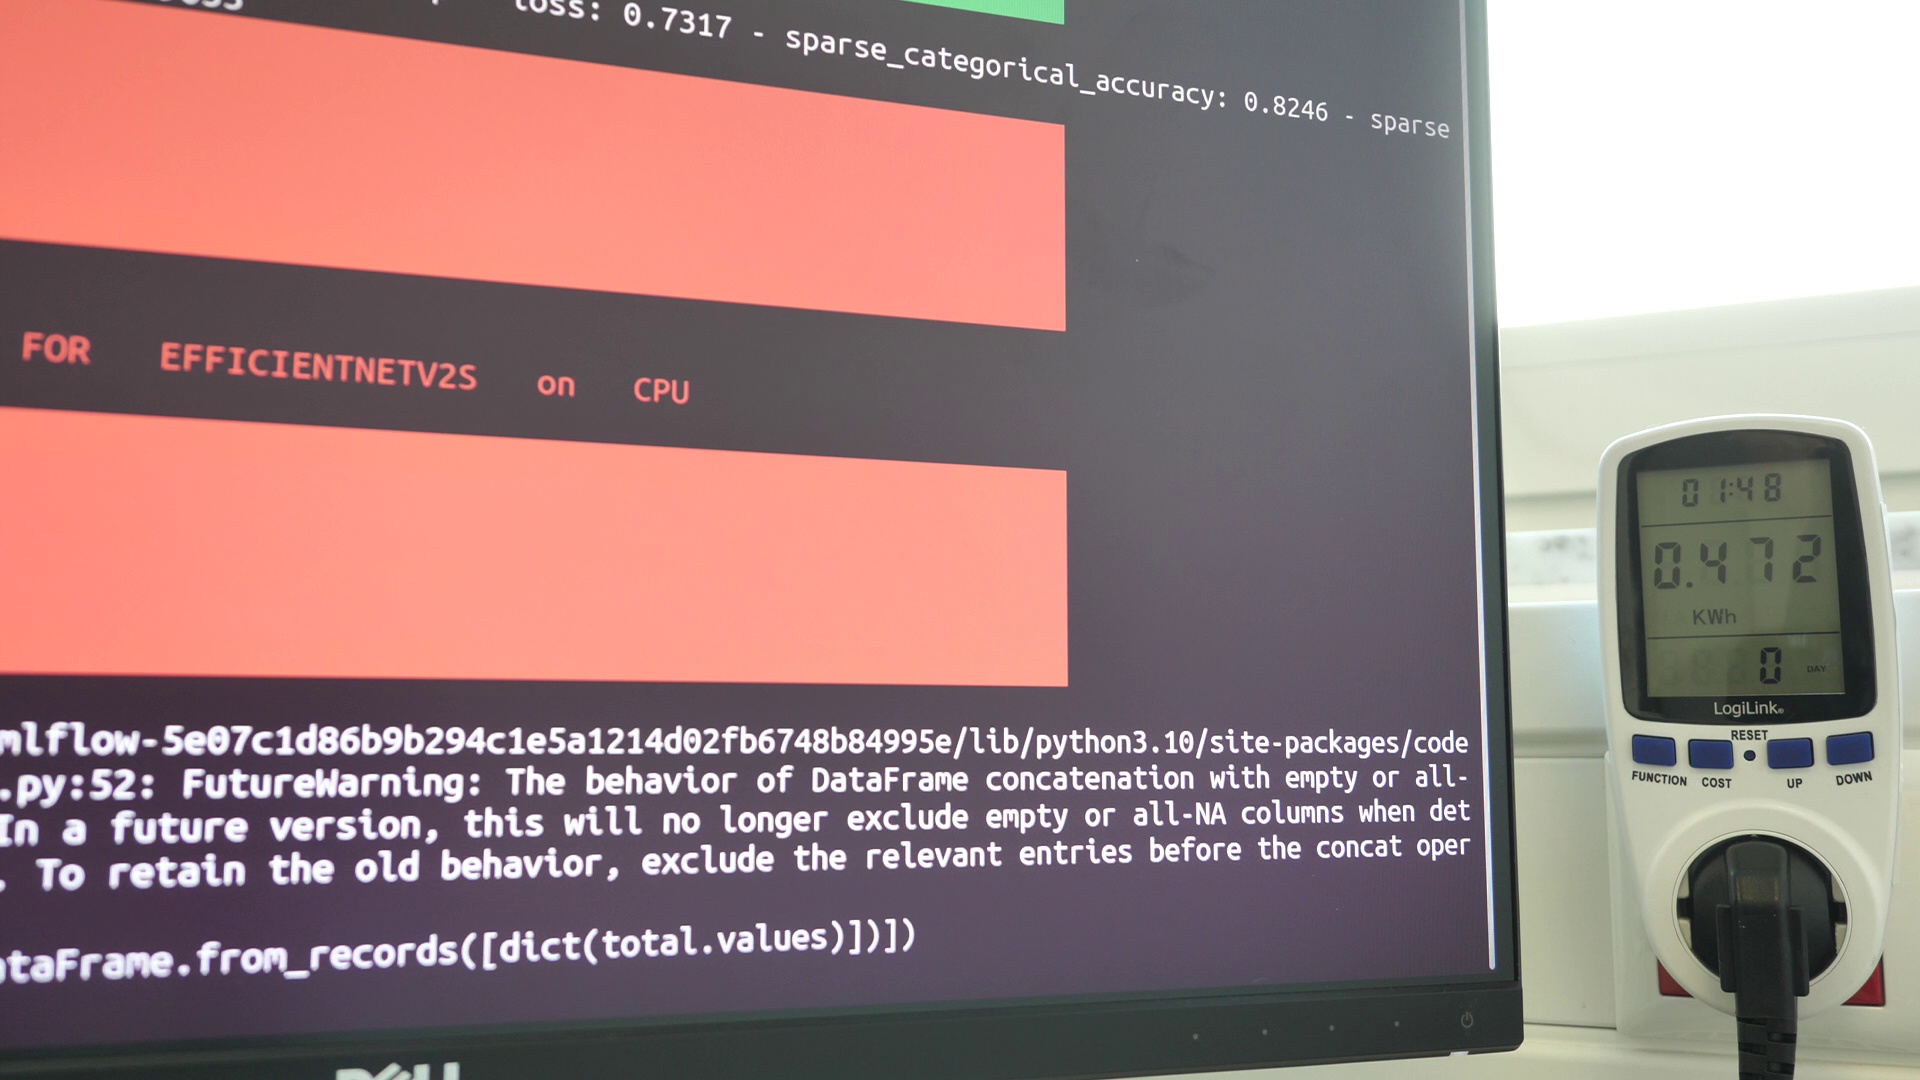 loss: 0.7317 - sparse_categorical_accuracy: 0.8246 - sparse
FOR EFFICIENTNETV2S on CPU
mlflow-5e07c1d86b9b294c1e5a1214d02fb6748b84995e/lib/python3.10/site-packages/code
.py:52: FutureWarning: The behavior of DataFrame concatenation with empty or all-
In a future version, this will no longer exclude empty or all-NA columns when det
. To retain the old behavior, exclude the relevant entries before the concat oper
ataFrame.from_records([dict(total.values)])])
DELL
01:48
0.472
KWh
0 DAY
LogiLink
RESET
FUNCTION COST UP DOWN